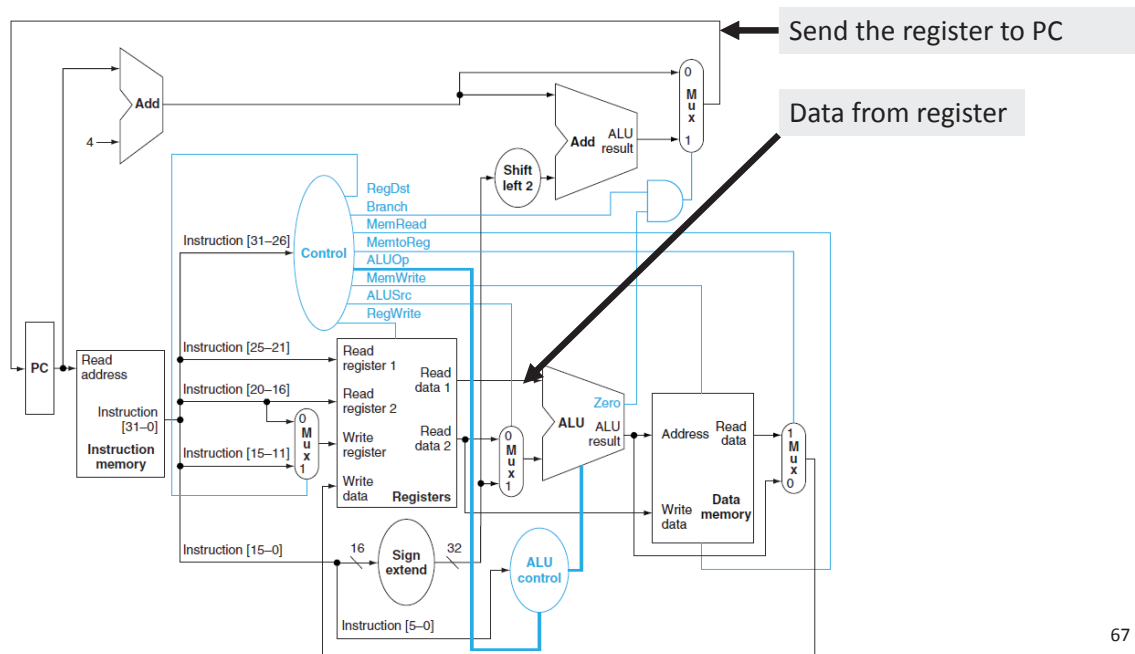 Send the register to PC
Data from register
Add
4
0
M
u
x
1
Add
ALU
result
Shift
left 2
RegDst
Branch
MemRead
MemtoReg
ALUOp
MemWrite
ALUSrc
RegWrite
Control
Instruction [31–26]
Instruction [25–21]
Instruction [20–16]
Instruction [15–11]
Instruction [15–0]
Instruction [5–0]
PC
Read
address
Instruction
[31–0]
Instruction
memory
0
M
u
x
1
Read
register 1
Read
register 2
Write
register
Write
data
Read
data 1
Read
data 2
Registers
0
M
u
x
1
Zero
ALU
ALU
result
Address
Read
data
Write
data
Data
memory
1
M
u
x
0
16
Sign
extend
32
ALU
control
67